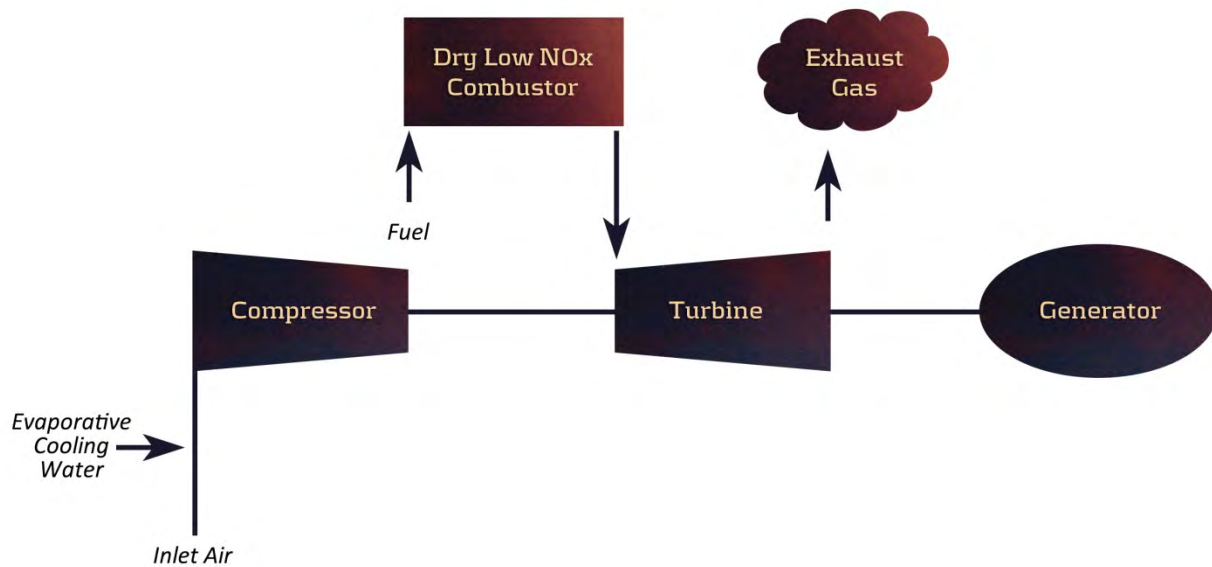 Dry Low NOx
Combustor
Exhaust
Gas
Fuel
Compressor
Turbine
Generator
Evaporative
Cooling
Water
Inlet Air